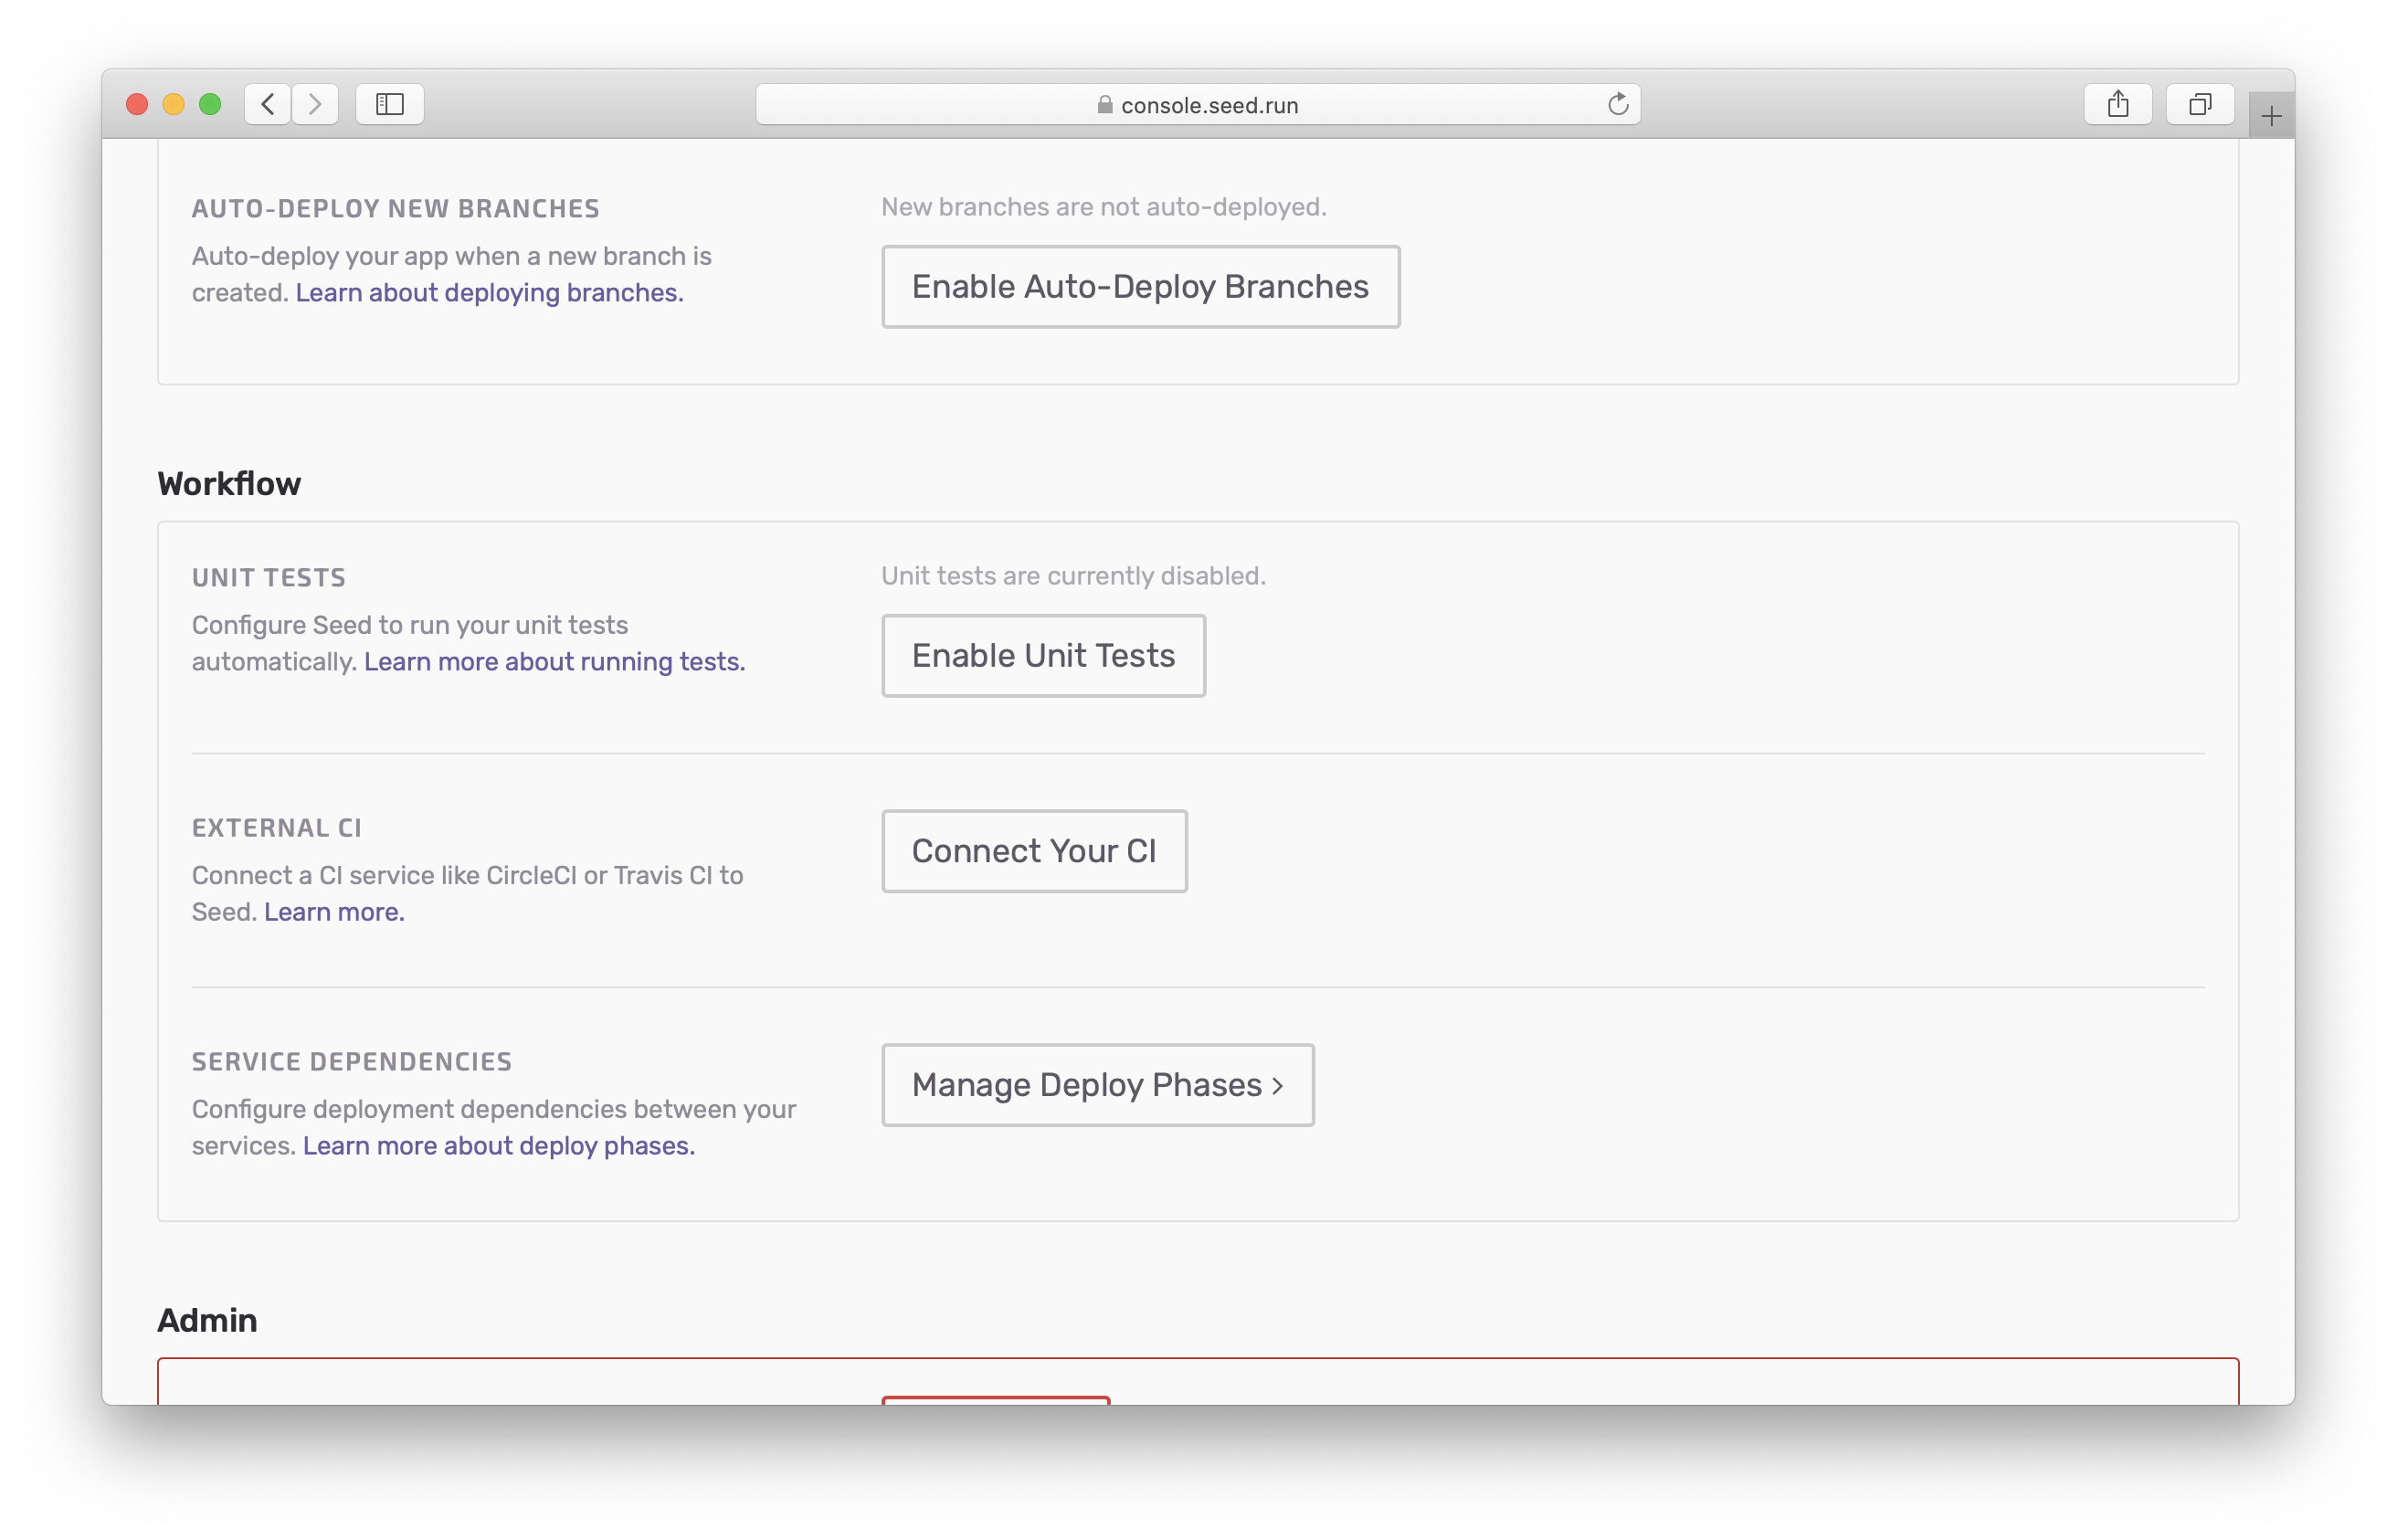 console.seed.run
AUTO-DEPLOY NEW BRANCHES
Auto-deploy your app when a new branch is
created. Learn about deploying branches.
New branches are not auto-deployed.
Enable Auto-Deploy Branches
Workflow
UNIT TESTS
Configure Seed to run your unit tests
automatically. Learn more about running tests.
Unit tests are currently disabled.
Enable Unit Tests
EXTERNAL CI
Connect a CI service like CircleCI or Travis CI to
Seed. Learn more.
Connect Your CI
SERVICE DEPENDENCIES
Configure deployment dependencies between your
services. Learn more about deploy phases.
Manage Deploy Phases >
Admin